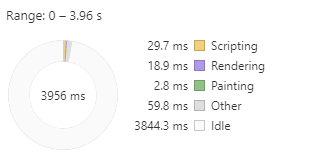 Range: 0 – 3.96 s
29.7 ms Scripting
18.9 ms Rendering
2.8 ms Painting
3956 ms
59.8 ms Other
3844.3 ms Idle